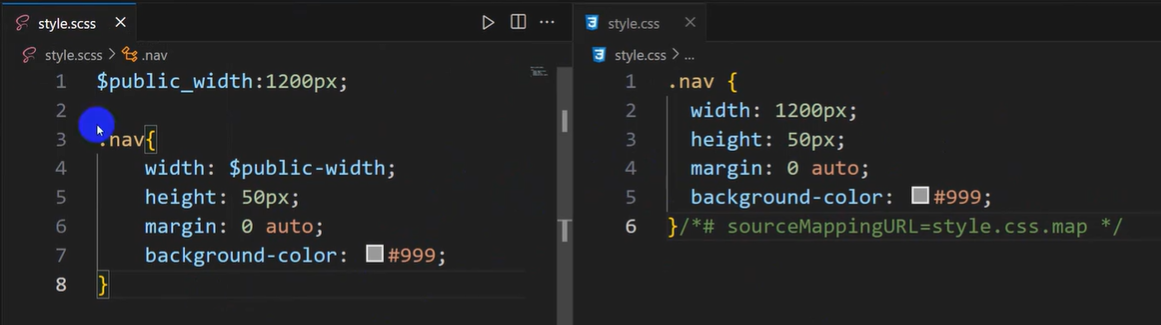 style.scss
style.scss > .nav
1 $public_width:1200px;
2
3 .nav{
4 width: $public-width;
5 height: 50px;
6 margin: 0 auto;
7 background-color: #999;
8 }
style.css
style.css > ...
1 .nav {
2 width: 1200px;
3 height: 50px;
4 margin: 0 auto;
5 background-color: #999;
6 }/*# sourceMappingURL=style.css.map */